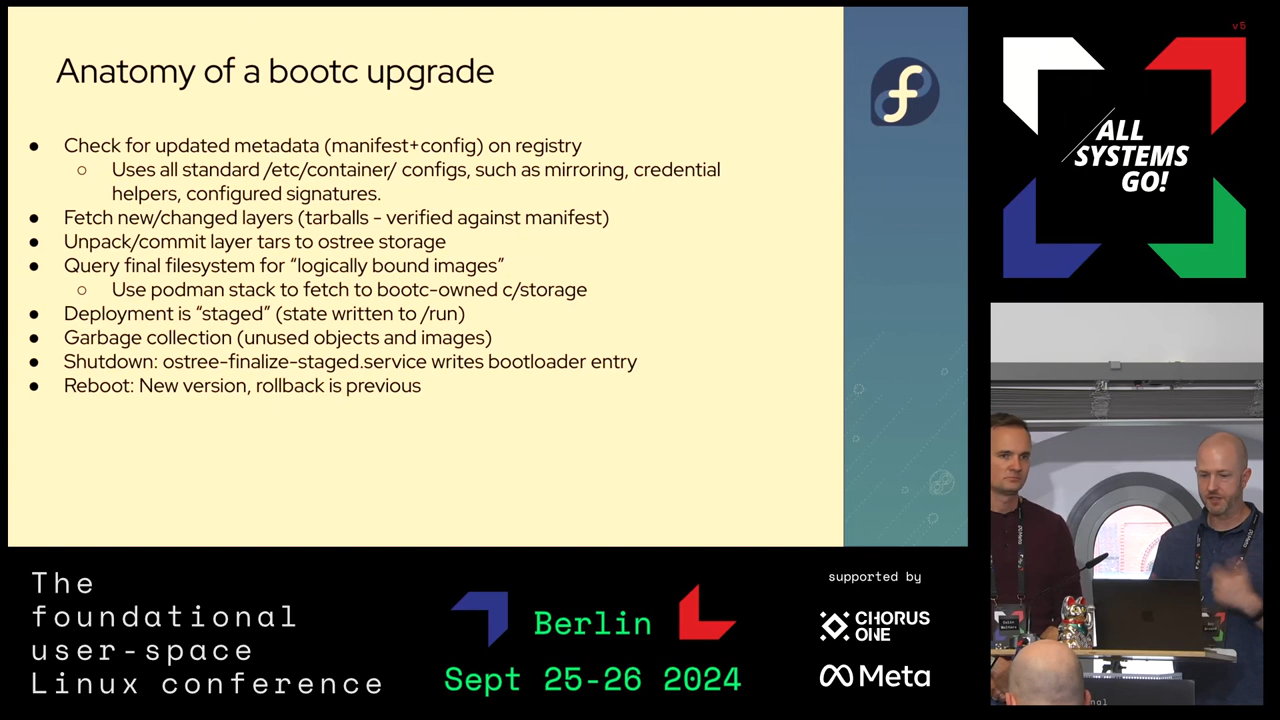 Anatomy of a bootc upgrade
● Check for updated metadata (manifest+config) on registry
○ Uses all standard /etc/container/ configs, such as mirroring, credential
helpers, configured signatures.
● Fetch new/changed layers (tarballs - verified against manifest)
● Unpack/commit layer tars to ostree storage
● Query final filesystem for “logically bound images”
○ Use podman stack to fetch to bootc-owned c/storage
● Deployment is “staged” (state written to /run)
● Garbage collection (unused objects and images)
● Shutdown: ostree-finalize-staged.service writes bootloader entry
● Reboot: New version, rollback is previous
v5
ALL
SYSTEMS
GO!
The
foundational
user-space
Linux conference
Berlin
Sept 25-26 2024
supported by
CHORUS
ONE
Meta